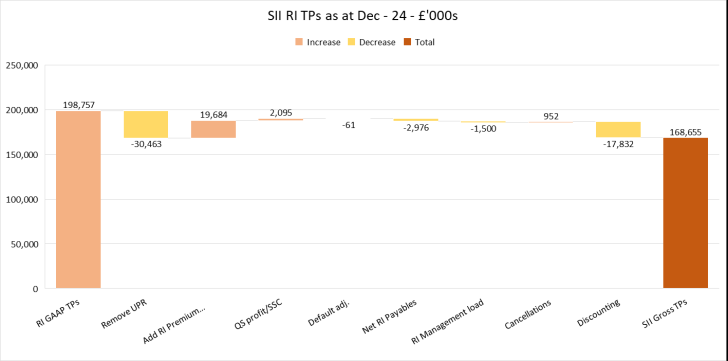 SII RI TPs as at Dec - 24 - £'000s
Increase Decrease Total
250,000
200,000
150,000
100,000
50,000
0
198,757
-30,463
19,684
2,095
-61
-2,976
-1,500
952
-17,832
168,655
RI GAAP TPs
Remove UPR
Add RI Premium...
QS profit/SSC
Default adj.
Net RI Payables
RI Management load
Cancellations
Discounting
SII Gross TPs